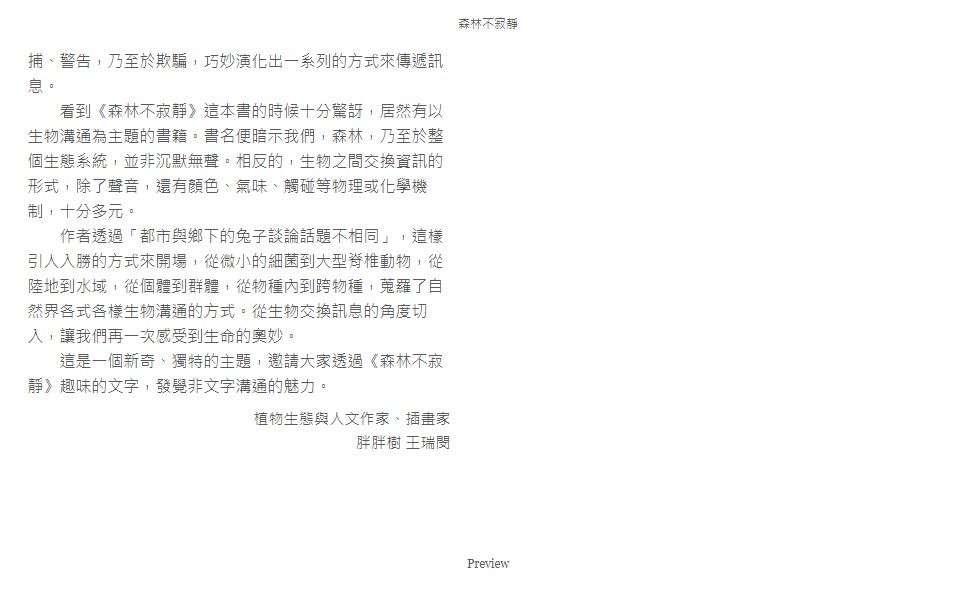 森林不寂靜
捕、警告，乃至於欺騙，巧妙演化出一系列的方式來傳遞訊
息。
看到《森林不寂靜》這本書的時候十分驚訝，居然有以
生物溝通為主題的書籍。書名便暗示我們，森林，乃至於整
個生態系統，並非沉默無聲。相反的，生物之間交換資訊的
形式，除了聲音，還有顏色、氣味、觸碰等物理或化學機
制，十分多元。
作者透過「都市與鄉下的兔子談論話題不相同」，這樣
引人入勝的方式來開場，從微小的細菌到大型脊椎動物，從
陸地到水域，從個體到群體，從物種內到跨物種，蒐羅了自
然界各式各樣生物溝通的方式。從生物交換訊息的角度切
入，讓我們再一次感受到生命的奧妙。
這是一個新奇、獨特的主題，邀請大家透過《森林不寂
靜》趣味的文字，發覺非文字溝通的魅力。
植物生態與人文作家、插畫家
胖胖樹 王瑞閔
Preview